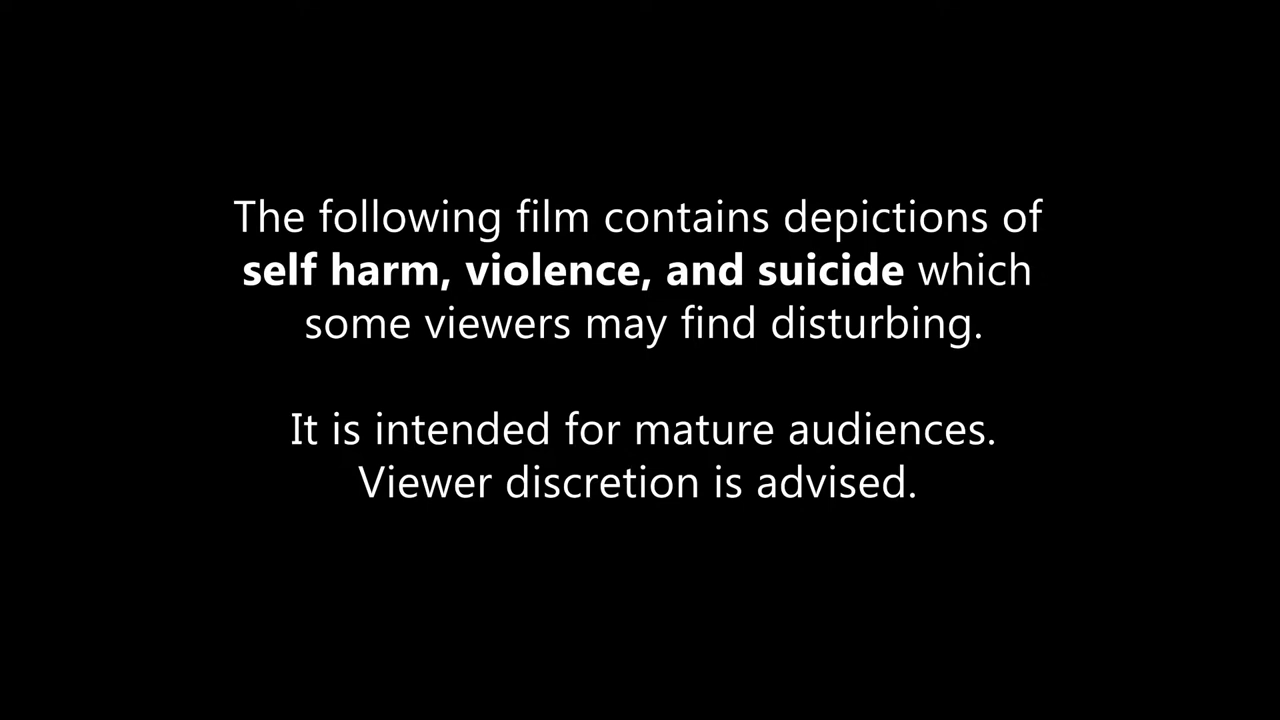 The following film contains depictions of
self harm, violence, and suicide which
some viewers may find disturbing.
It is intended for mature audiences.
Viewer discretion is advised.